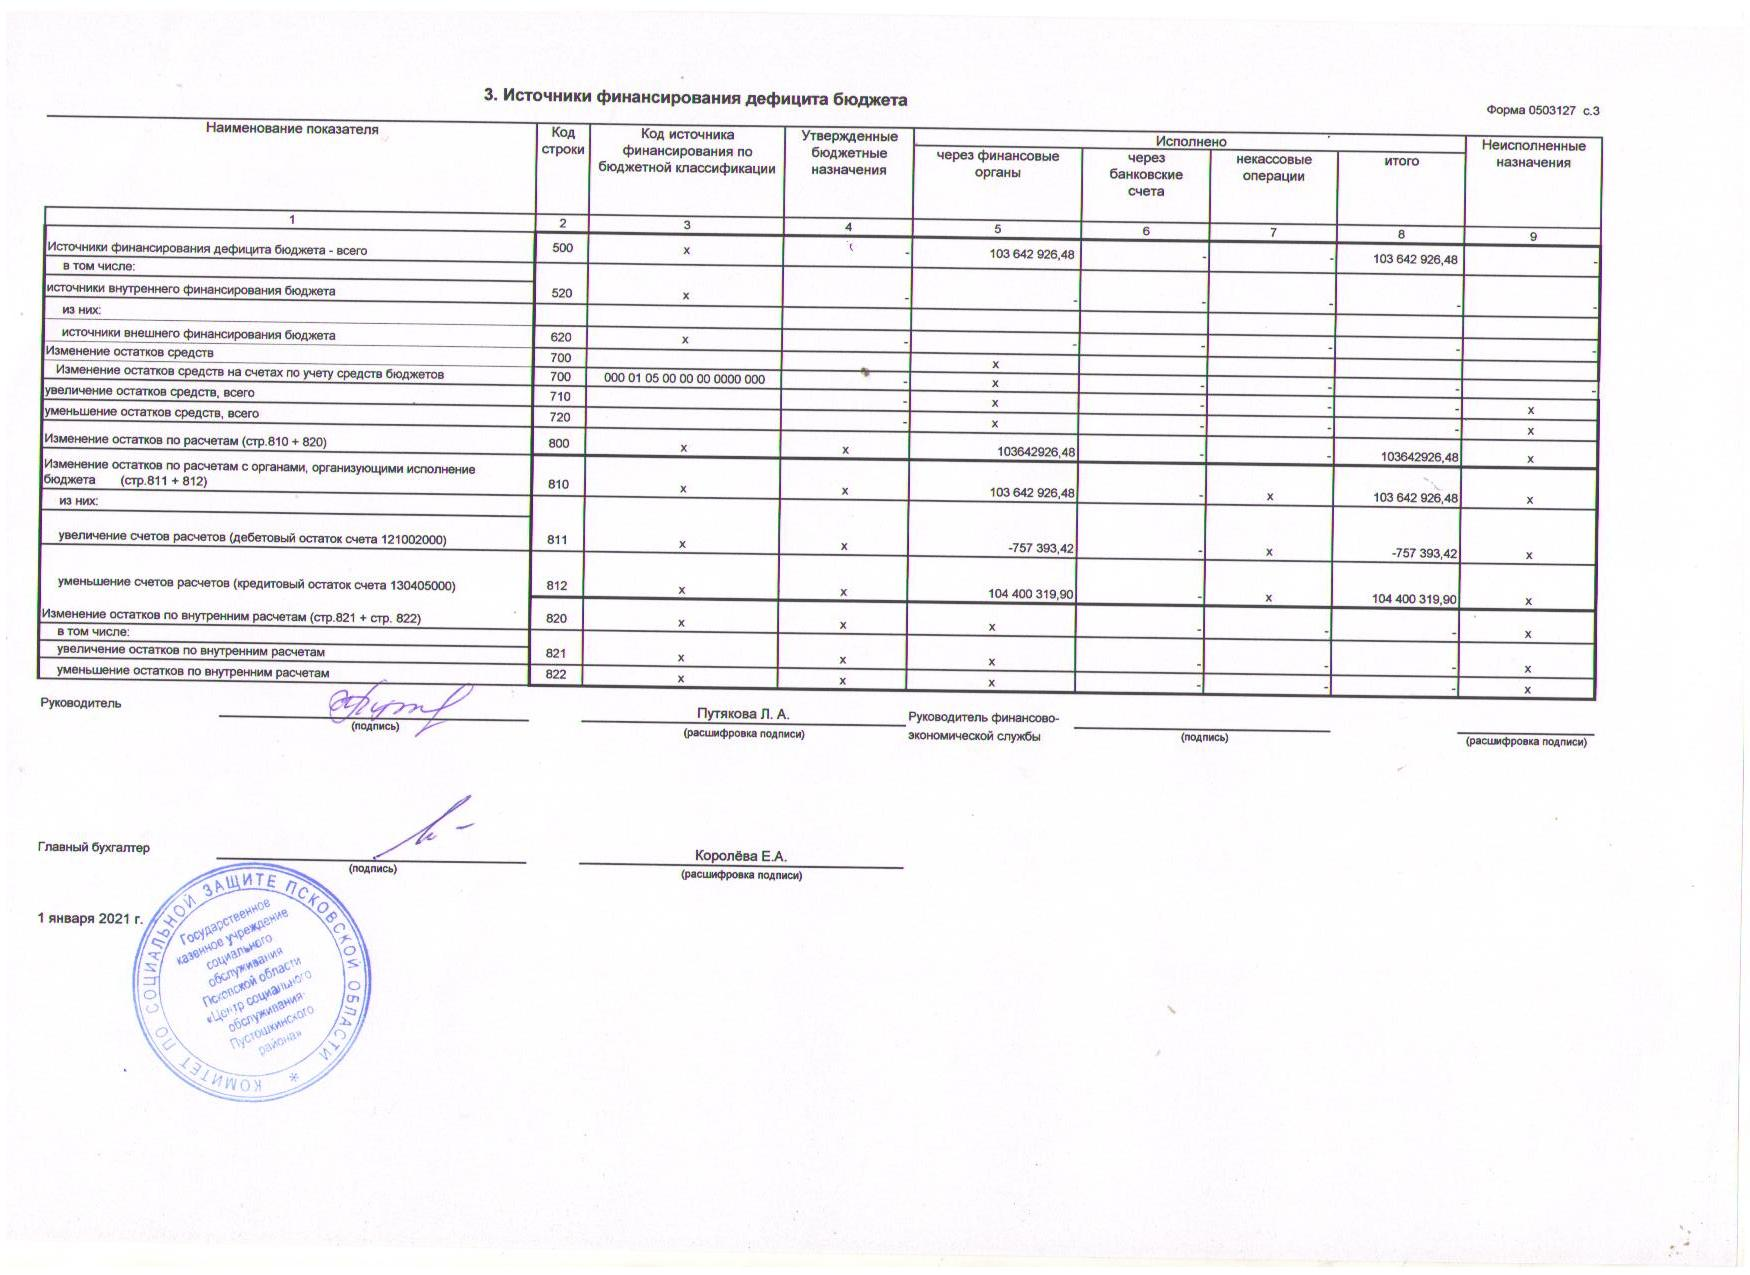 3. Источники финансирования дефицита бюджета
Форма 0503127 с.3
Наименование показателя
Код строки
Код источника финансирования по бюджетной классификации
Утвержденные бюджетные назначения
Исполнено
через финансовые органы
через банковские счета
некассовые операции
итого
Неисполненные назначения
1 2 3 4 5 6 7 8 9
Источники финансирования дефицита бюджета - всего 500 х - 103 642 926,48 - - 103 642 926,48 -
в том числе:
источники внутреннего финансирования бюджета 520 х - - - - - -
из них:
источники внешнего финансирования бюджета 620 х - - - - - -
Изменение остатков средств 700 х
Изменение остатков средств на счетах по учету средств бюджетов 700 000 01 05 00 00 00 0000 000 - х - - - -
увеличение остатков средств, всего 710 - х - - - х
уменьшение остатков средств, всего 720 - х - - - х
Изменение остатков по расчетам (стр.810 + 820) 800 х х 103642926,48 - - 103642926,48 х
Изменение остатков по расчетам с органами, организующими исполнение
бюджета (стр.811 + 812) 810 х х 103 642 926,48 - х 103 642 926,48 х
из них:
увеличение счетов расчетов (дебетовый остаток счета 121002000) 811 х х -757 393,42 - х -757 393,42 х
уменьшение счетов расчетов (кредитовый остаток счета 130405000) 812 х х 104 400 319,90 - х 104 400 319,90 х
Изменение остатков по внутренним расчетам (стр.821 + стр. 822) 820 х х х - - - х
в том числе:
увеличение остатков по внутренним расчетам 821 х х х - - - х
уменьшение остатков по внутренним расчетам 822 х х х - - - х
Руководитель
(подпись)
Путякова Л. А.
(расшифровка подписи)
Руководитель финансово-
экономической службы
(подпись)
(расшифровка подписи)
Главный бухгалтер
(подпись)
Королёва Е.А.
(расшифровка подписи)
1 января 2021 г.
КОМИТЕТ ПО СОЦИАЛЬНОЙ ЗАЩИТЕ ПСКОВСКОЙ ОБЛАСТИ *
Государственное
казенное учреждение
социального
обслуживания
Псковской области
«Центр социального
обслуживания
Пустошкинского
района»